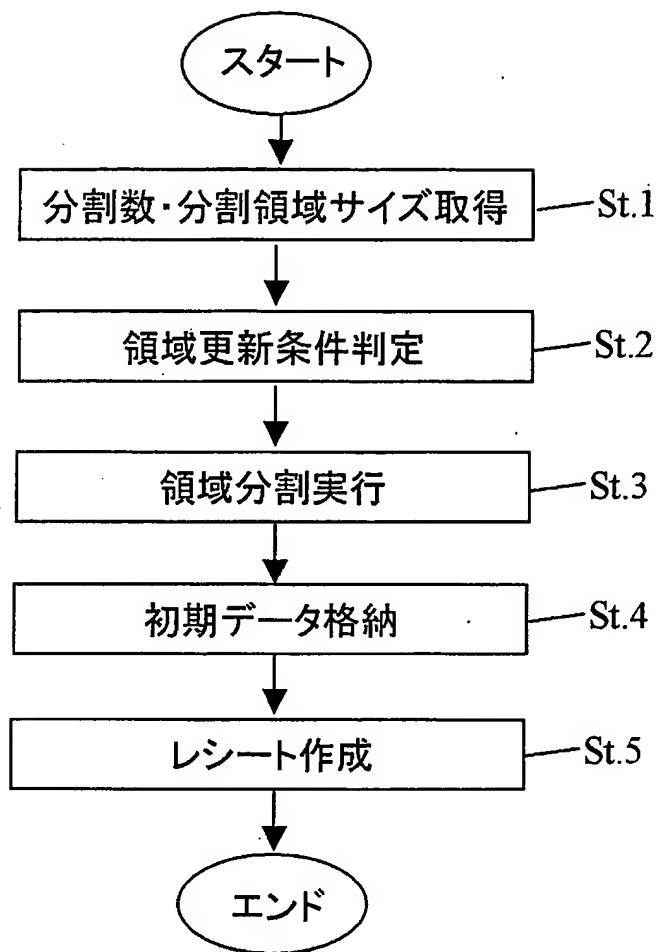 スタート
分割数・分割領域サイズ取得 St.1
領域更新条件判定 St.2
領域分割実行 St.3
初期データ格納 St.4
レシート作成 St.5
エンド